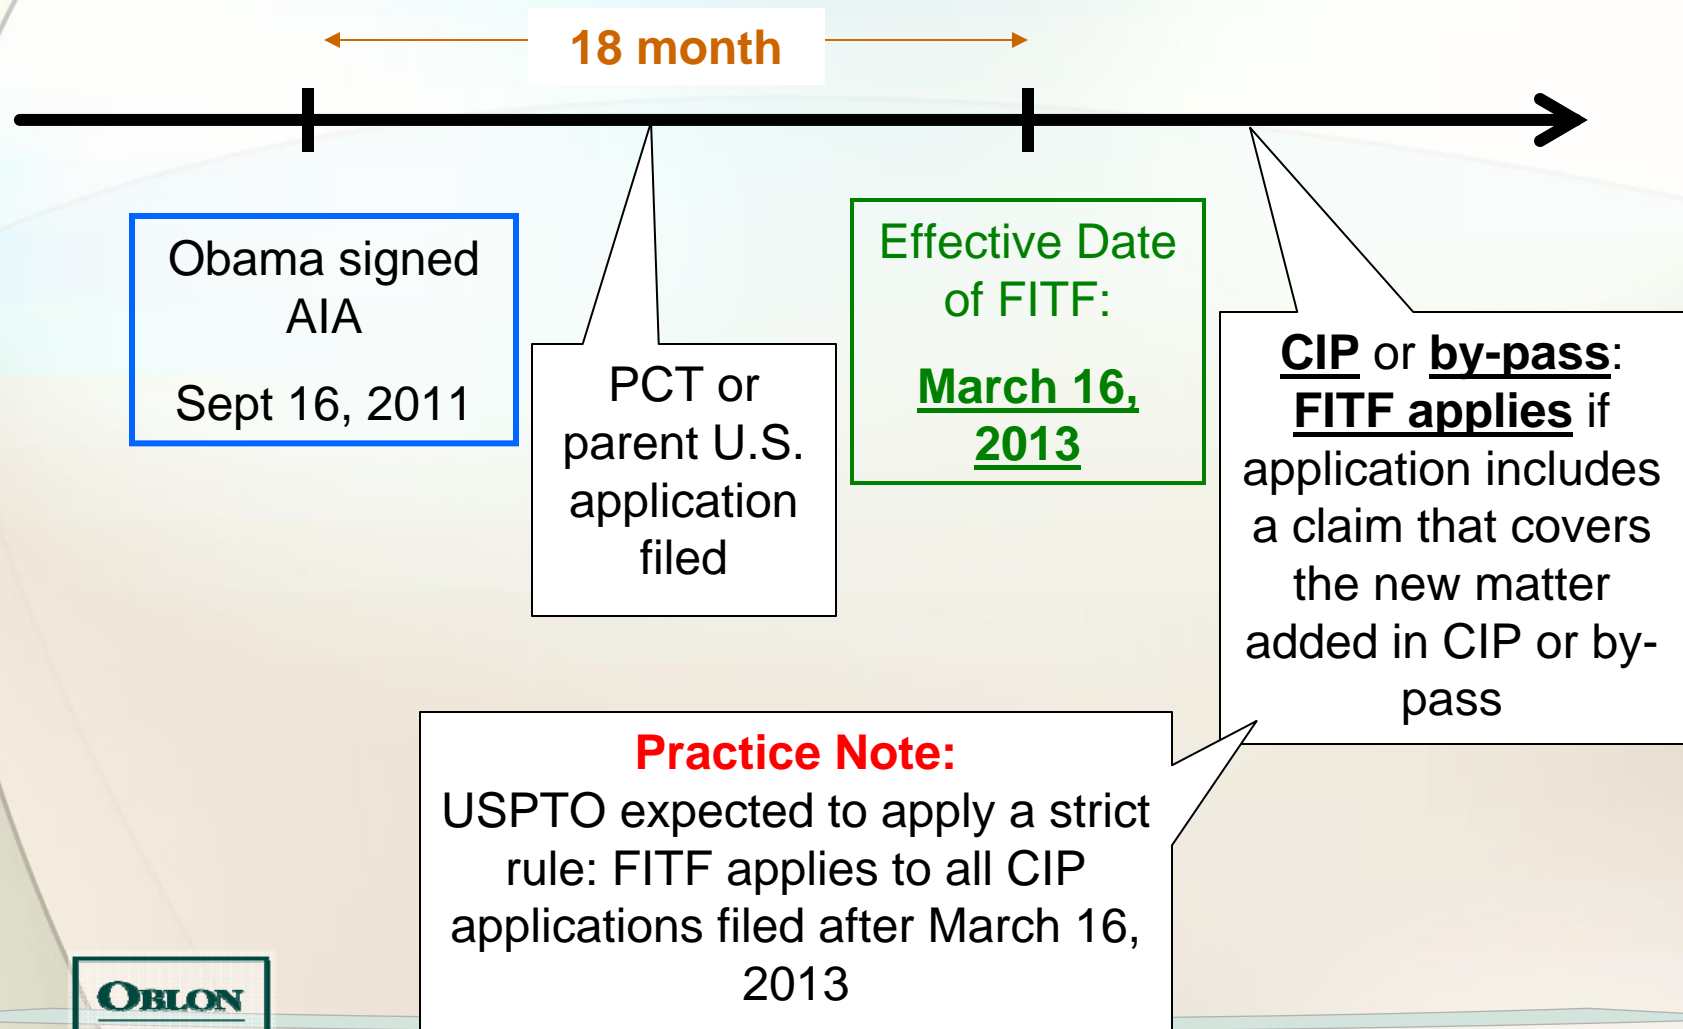 18 month
Obama signed
AIA
Sept 16, 2011
PCT or
parent U.S.
application
filed
Effective Date
of FITF:
March 16,
2013
CIP or by-pass:
FITF applies if
application includes
a claim that covers
the new matter
added in CIP or by-
pass
Practice Note:
USPTO expected to apply a strict
rule: FITF applies to all CIP
applications filed after March 16,
2013
OBLON